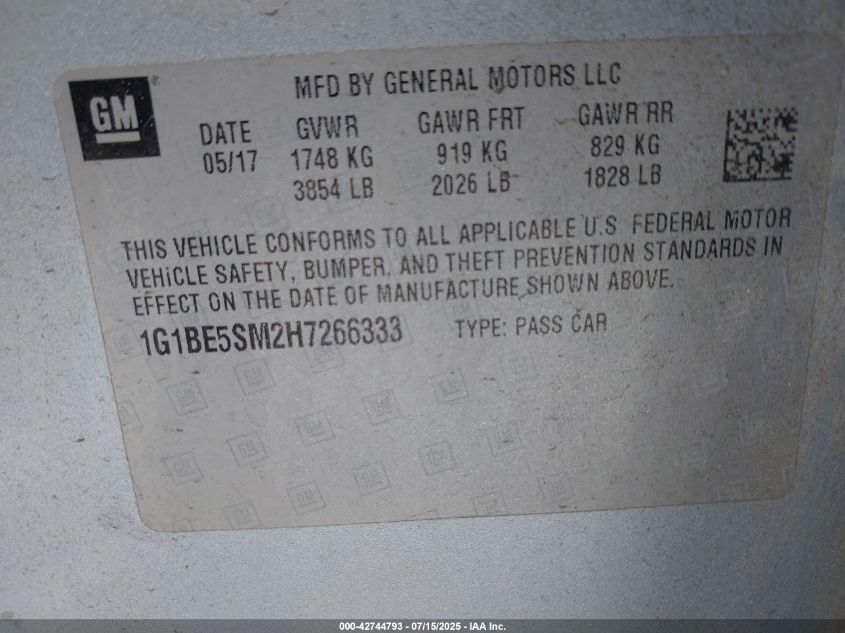 GM®
MFD BY GENERAL MOTORS LLC
DATE GVWR GAWR FRT GAWR RR
05/17 1748 KG 919 KG 829 KG
3854 LB 2026 LB 1828 LB
THIS VEHICLE CONFORMS TO ALL APPLICABLE U.S FEDERAL MOTOR
VEHICLE SAFETY, BUMPER, AND THEFT PREVENTION STANDARDS IN
EFFECT ON THE DATE OF MANUFACTURE SHOWN ABOVE.
1G1BE5SM2H7266333 TYPE: PASS CAR
000-42744793 - 07/15/2025 - IAA Inc.